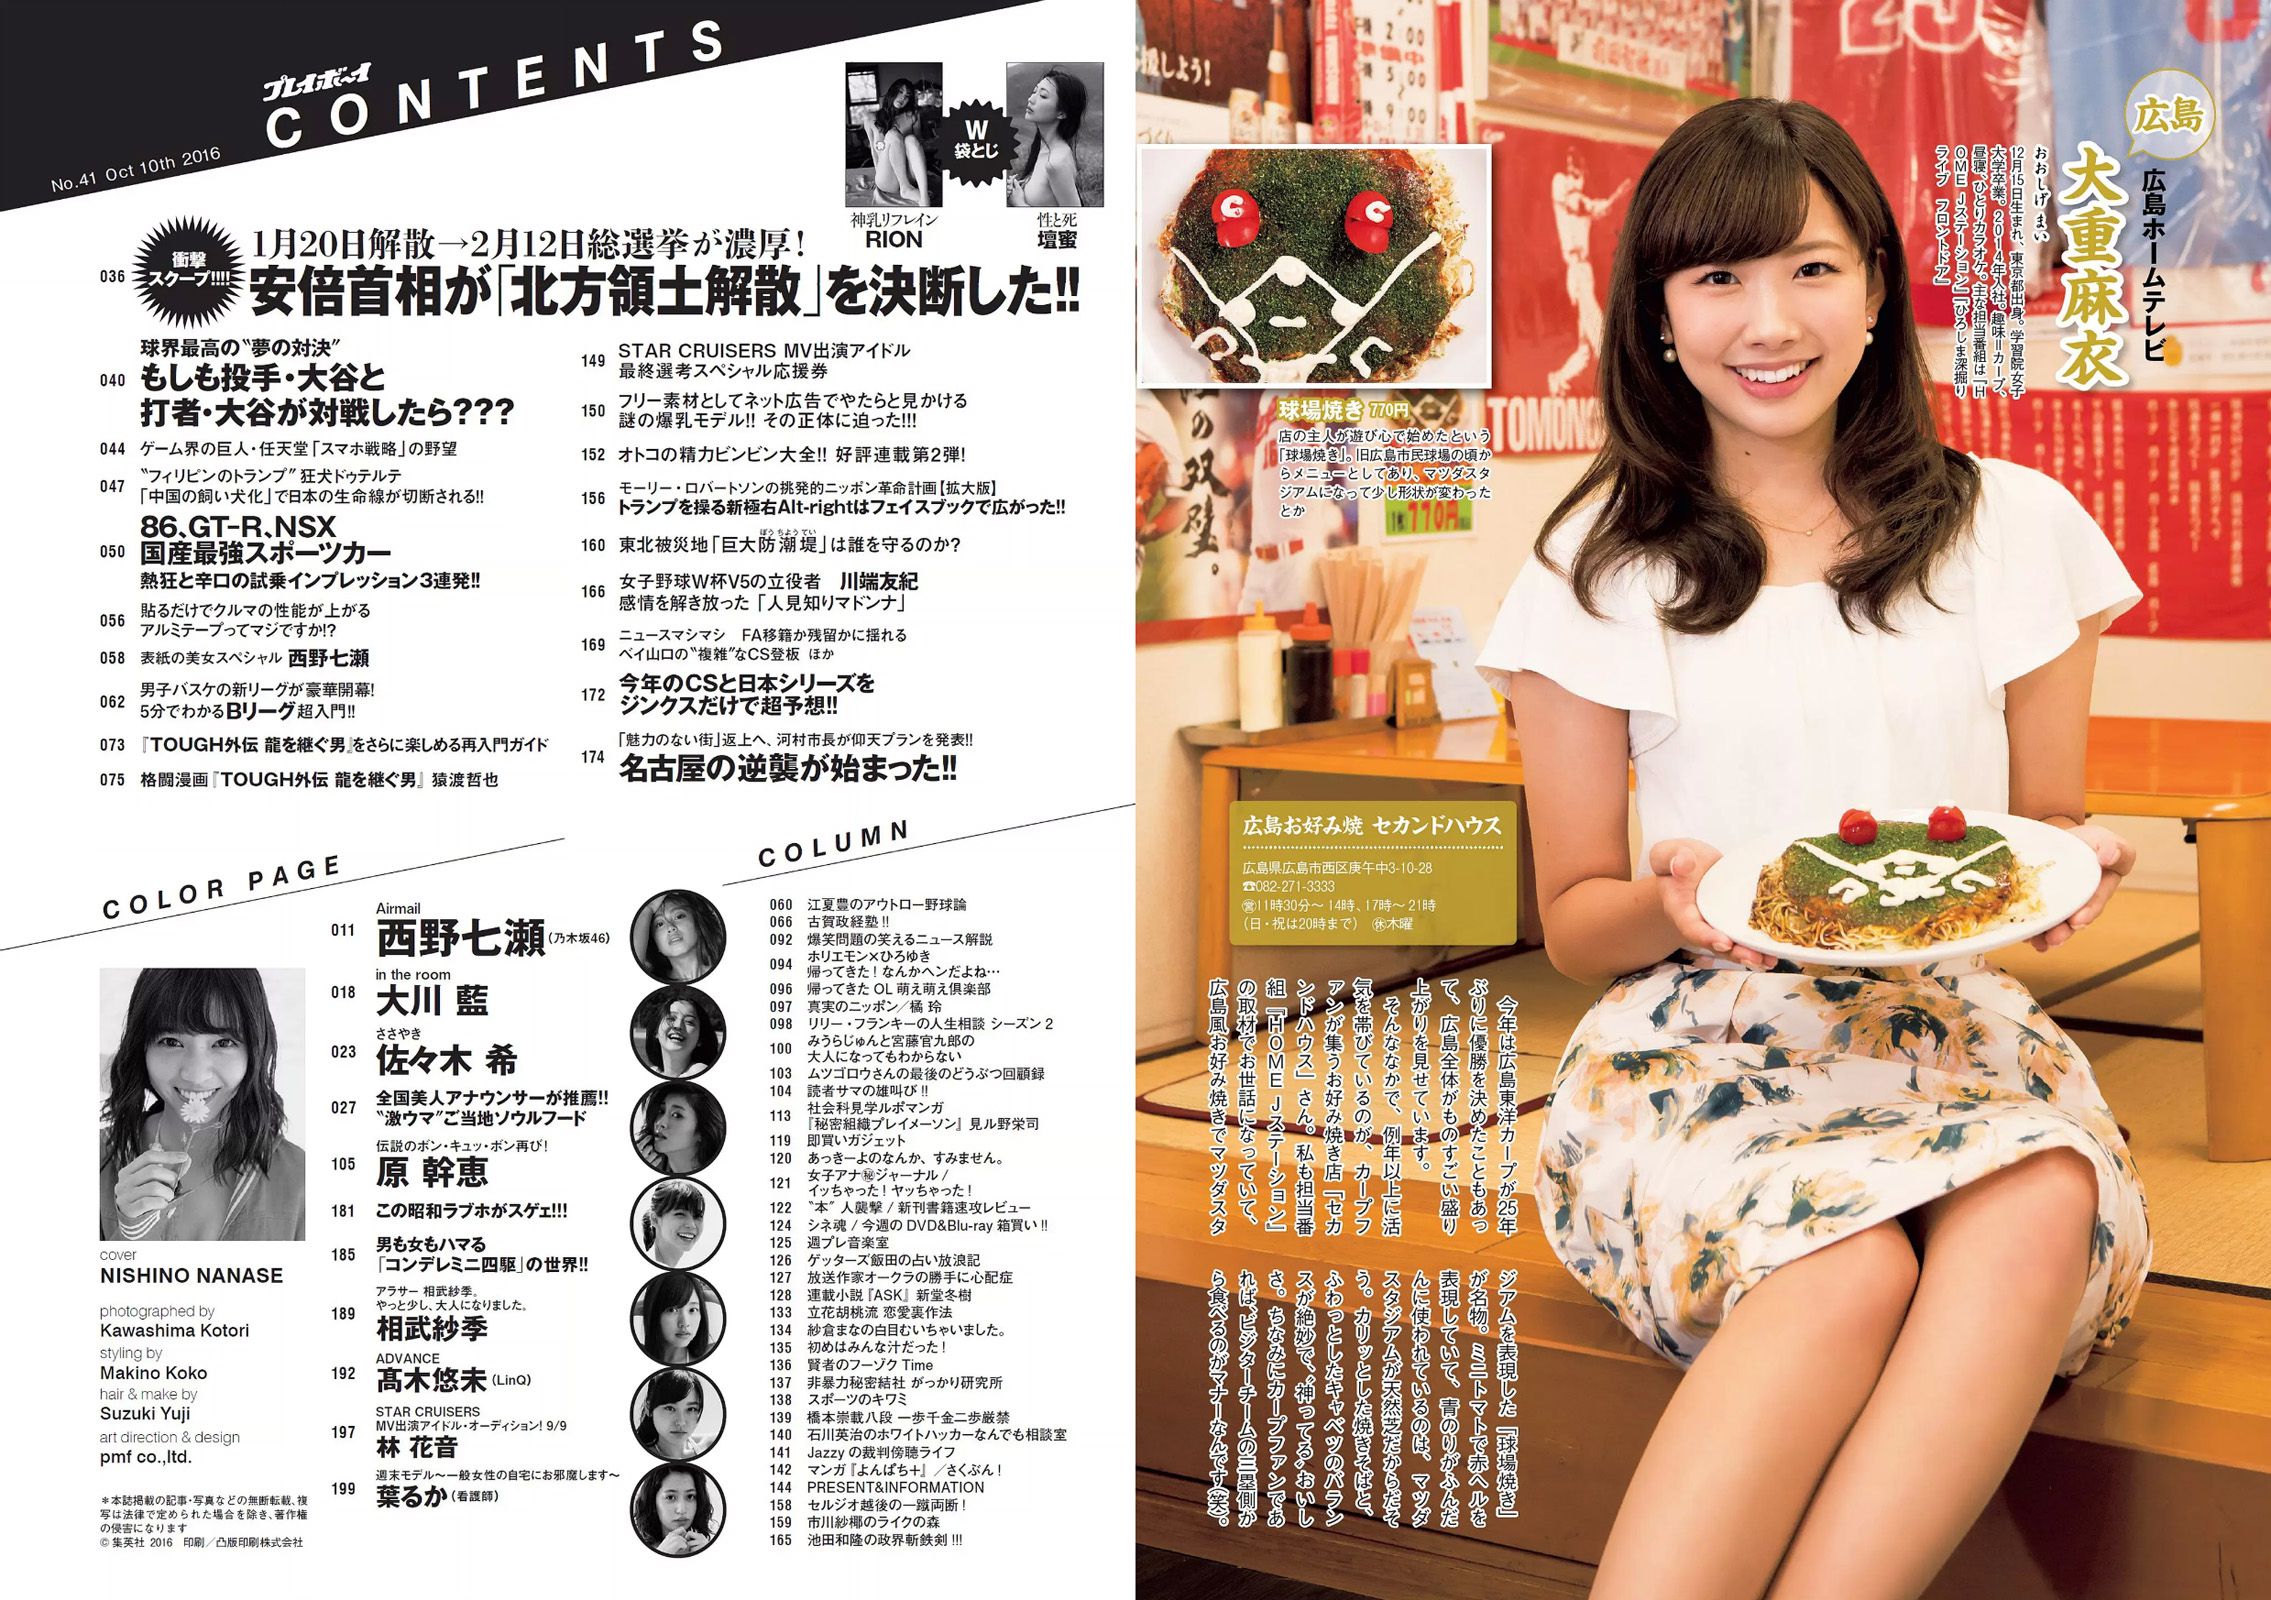 プレイボーイ
CONTENTS
No.41 Oct 10th 2016
W
袋とじ
神乳リフレイン
RION
性と死
壇蜜
衝撃
スクープ!!!!
036
1月20日解散→2月12日総選挙が濃厚!
安倍首相が「北方領土解散」を決断した!!
球界最高の“夢の対決”
040
もしも投手・大谷と
打者・大谷が対戦したら???
044 ゲーム界の巨人・任天堂「スマホ戦略」の野望
047
“フィリピンのトランプ” 狂犬ドゥテルテ
「中国の飼い犬化」で日本の生命線が切断される!!
050
86、GT-R、NSX
国産最強スポーツカー
熱狂と辛口の試乗インプレッション3連発!!
056
貼るだけでクルマの性能が上がる
アルミテープってマジですか!?
058 表紙の美女スペシャル 西野七瀬
062
男子バスケの新リーグが豪華開幕!
5分でわかるBリーグ超入門!!
073 『TOUGH外伝 龍を継ぐ男』をさらに楽しめる再入門ガイド
075 格闘漫画『TOUGH外伝 龍を継ぐ男』 猿渡哲也
149
STAR CRUISERS MV出演アイドル
最終選考スペシャル応援券
150
フリー素材としてネット広告でやたらと見かける
謎の爆乳モデル!! その正体に迫った!!!
152 オトコの精力ビンビン大全!! 好評連載第2弾!
156
モーリー・ロバートソンの挑発的ニッポン革命計画【拡大版】
トランプを操る新極右Alt-rightはフェイスブックで広がった!!
ぼうちょうてい
160 東北被災地「巨大防潮堤」は誰を守るのか?
166
女子野球W杯V5の立役者 川端友紀
感情を解き放った「人見知りマドンナ」
169
ニュースマシマシ FA移籍か残留かに揺れる
ベイ山口の“複雑”なCS登板 ほか
172
今年のCSと日本シリーズを
ジンクスだけで超予想!!
174
「魅力のない街」返上へ、河村市長が仰天プランを発表!!
名古屋の逆襲が始まった!!
COLOR PAGE
cover
NISHINO NANASE
photographed by
Kawashima Kotori
styling by
Makino Koko
hair & make by
Suzuki Yuji
art direction & design
pmf co.,ltd.
＊本誌掲載の記事・写真などの無断転載、複
写は法律で定められた場合を除き、著作権
の侵害になります
© 集英社 2016 印刷／凸版印刷株式会社
Airmail
011 西野七瀬(乃木坂46)
in the room
018 大川 藍
ささやき
023 佐々木 希
027
全国美人アナウンサーが推薦!!
“激ウマ”ご当地ソウルフード
伝説のボン・キュッ・ボン再び!
105 原 幹恵
181 この昭和ラブホがスゲェ!!!
185
男も女もハマる
「コンデレミニ四駆」の世界!!
アラサー 相武紗季。
やっと少し、大人になりました。
189 相武紗季
ADVANCE
192 髙木悠未(LinQ)
STAR CRUISERS
MV出演アイドル・オーディション! 9/9
197 林 花音
週末モデル〜一般女性の自宅にお邪魔します〜
199 葉るか(看護師)
COLUMN
060 江夏豊のアウトロー野球論
066 古賀政経塾!!
092 爆笑問題の笑えるニュース解説
094
ホリエモン×ひろゆき
帰ってきた! なんかヘンだよね…
096 帰ってきた OL 萌え萌え倶楽部
097 真実のニッポン／橘 玲
098 リリー・フランキーの人生相談 シーズン2
100
みうらじゅんと宮藤官九郎の
大人になってもわからない
103 ムツゴロウさんの最後のどうぶつ回顧録
104 読者サマの雄叫び!!
113
社会科見学ルポマンガ
『秘密組織プレイメーソン』見ル野栄司
119 即買いガジェット
120 あっきーよのなんか、すみません。
121
女子アナ㊙ジャーナル /
イッちゃった! ヤッちゃった!
122 “本”人襲撃 / 新刊書籍速攻レビュー
124 シネ魂 / 今週の DVD&Blu-ray 箱買い!!
125 週プレ音楽室
126 ゲッターズ飯田の占い放浪記
127 放送作家オークラの勝手に心配症
128 連載小説『ASK』新堂冬樹
133 立花胡桃流 恋愛裏作法
134 紗倉まなの白目むいちゃいました。
135 初めはみんな汁だった!
136 賢者のフーゾク Time
137 非暴力秘密結社 がっかり研究所
138 スポーツのキワミ
139 橋本崇載八段 一歩千金二歩厳禁
140 石川英治のホワイトハッカーなんでも相談室
141 Jazzy の裁判傍聴ライフ
142 マンガ『よんぱち＋』／さくぶん!
144 PRESENT&INFORMATION
158 セルジオ越後の一蹴両断!
159 市川紗椰のライクの森
165 池田和隆の政界斬鉄剣!!!
広島
広島ホームテレビ
大重麻衣
おおしげ まい
12月15日生まれ、東京都出身。学習院女子
大学卒業。2014年入社。趣味＝カープ、
昼寝、ひとりカラオケ。主な担当番組は『H
OME Jステーション』『ひろしま深掘り
ライブ フロントドア』
応援しよう!
TOMONO
の双璧。
770円
球場焼き 770円
店の主人が遊び心で始めたという
「球場焼き」。旧広島市民球場の頃か
らメニューとしてあり、マツダスタ
ジアムになって少し形状が変わった
とか
C C
広島お好み焼 セカンドハウス
広島県広島市西区庚午中3-10-28
☎082-271-3333
㊡11時30分〜14時、17時〜21時
(日・祝は20時まで) ㊡木曜
今年は広島東洋カープが25年
ぶりに優勝を決めたこともあっ
て、広島全体がものすごい盛り
上がりを見せています。
そんななかで、例年以上に活
気を帯びているのが、カープフ
ァンが集うお好み焼き店『セカ
ンドハウス』さん。私も担当番
組『HOME Jステーション』
の取材でお世話になっていて、
広島風お好み焼きでマツダスタ
ジアムを表現した『球場焼き』
が名物。ミニトマトで赤ヘルを
表現していて、青のりがふんだ
んに使われているのは、マツダ
スタジアムが天然芝だからだそ
う。カリッとした焼きそばと、
ふわっとしたキャベツのバラン
スが絶妙で、“神ってる”おいし
さ。ちなみにカープファンであ
れば、ビジターチームの三塁側か
ら食べるのがマナーなんです(笑)。